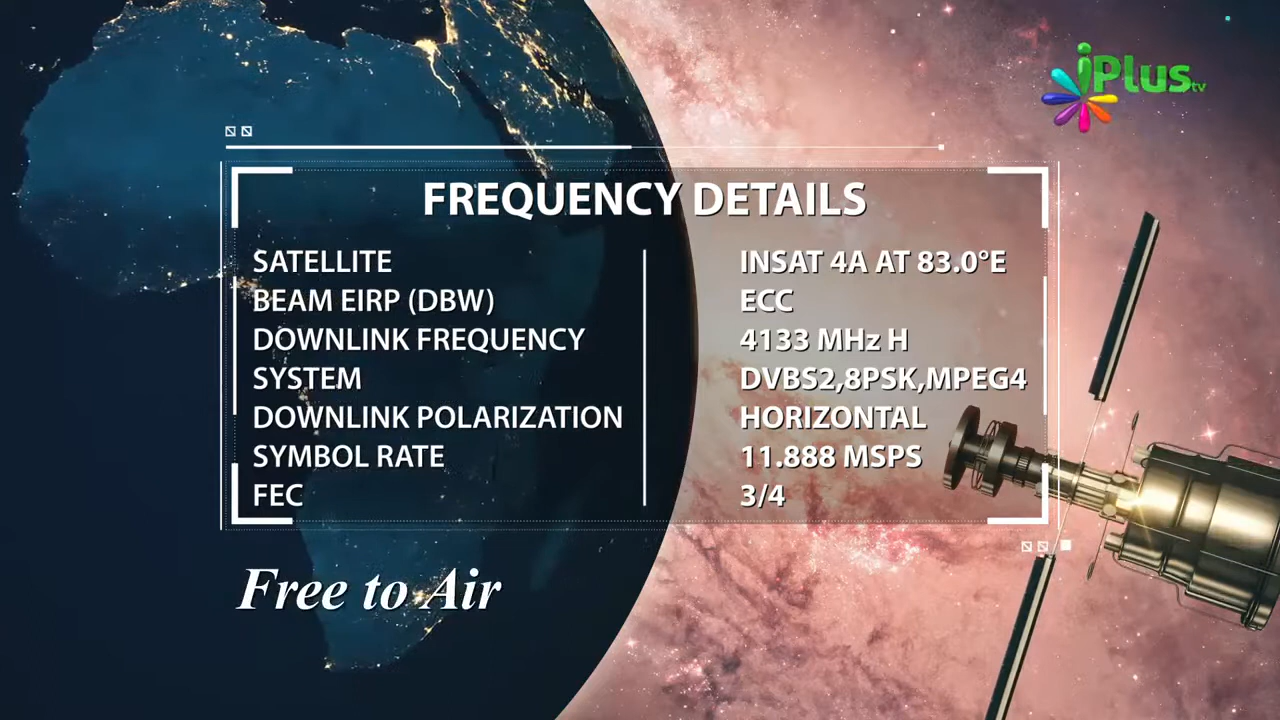 iPlus tv
FREQUENCY DETAILS
SATELLITE INSAT 4A AT 83.0°E
BEAM EIRP (DBW) ECC
DOWNLINK FREQUENCY 4133 MHz H
SYSTEM DVBS2,8PSK,MPEG4
DOWNLINK POLARIZATION HORIZONTAL
SYMBOL RATE 11.888 MSPS
FEC 3/4
Free to Air